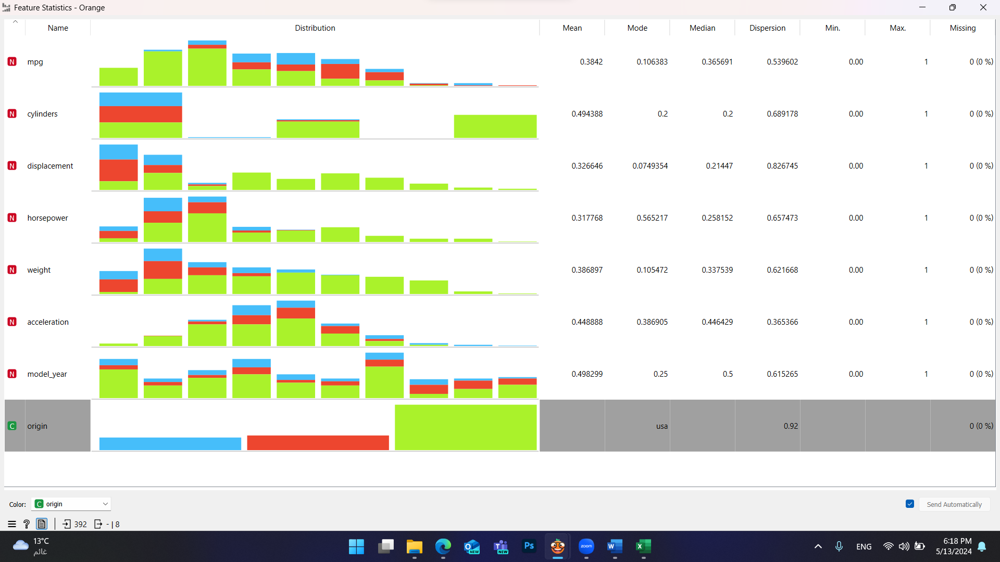 Feature Statistics - Orange
Name Distribution Mean Mode Median Dispersion Min. Max. Missing
N mpg 0.3842 0.106383 0.365691 0.539602 0.00 1 0 (0 %)
N cylinders 0.494388 0.2 0.2 0.689178 0.00 1 0 (0 %)
N displacement 0.326646 0.0749354 0.21447 0.826745 0.00 1 0 (0 %)
N horsepower 0.317768 0.565217 0.258152 0.657473 0.00 1 0 (0 %)
N weight 0.386897 0.105472 0.337539 0.621668 0.00 1 0 (0 %)
N acceleration 0.448888 0.386905 0.446429 0.365366 0.00 1 0 (0 %)
N model_year 0.498299 0.25 0.5 0.615265 0.00 1 0 (0 %)
C origin usa 0.92 0 (0 %)
Color: C origin Send Automatically
? 392 - | 8
13°C
غائم
NEW
T NEW
Ps
zoom
W
X
ENG
6:18 PM
5/13/2024